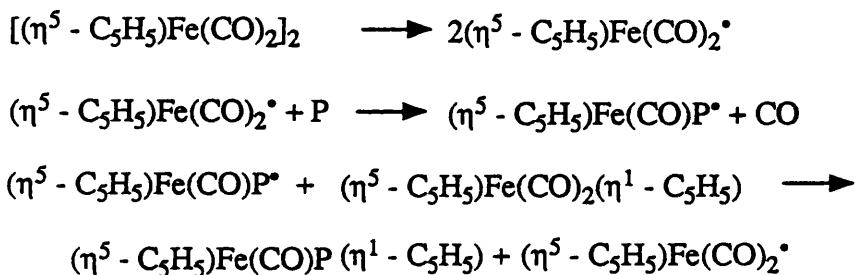 [(η⁵ - C₅H₅)Fe(CO)₂]₂ ⟶ 2(η⁵ - C₅H₅)Fe(CO)₂•
(η⁵ - C₅H₅)Fe(CO)₂• + P ⟶ (η⁵ - C₅H₅)Fe(CO)P• + CO
(η⁵ - C₅H₅)Fe(CO)P• + (η⁵ - C₅H₅)Fe(CO)₂(η¹ - C₅H₅) ⟶
(η⁵ - C₅H₅)Fe(CO)P (η¹ - C₅H₅) + (η⁵ - C₅H₅)Fe(CO)₂•